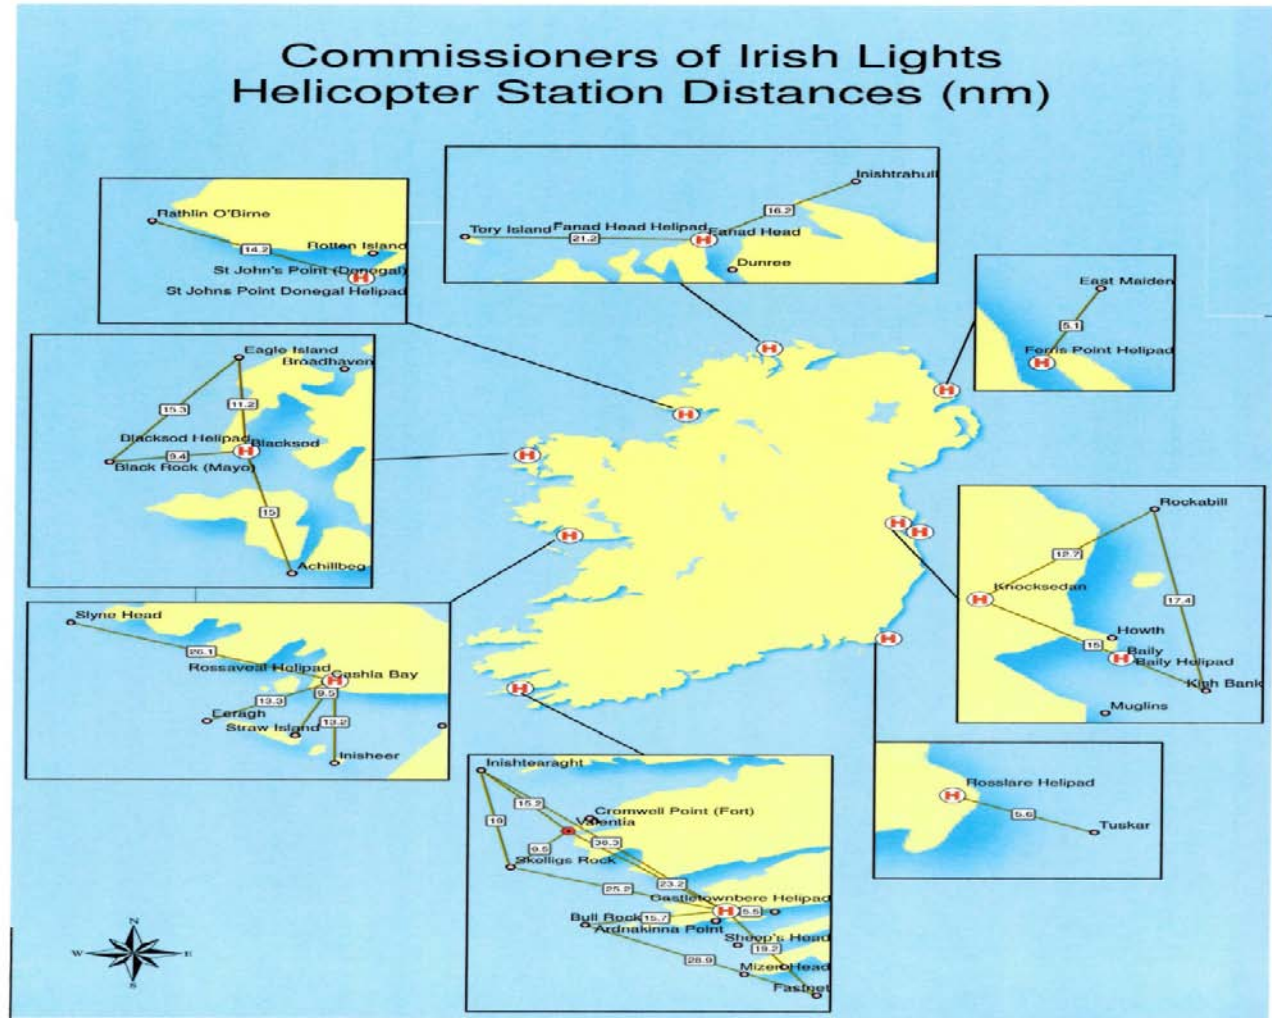 Commissioners of Irish Lights
Helicopter Station Distances (nm)
Rathlin O'Birne
14.2
Rotten Island
St John's Point (Donegal)
St Johns Point Donegal Helipad
Inishtrahull
16.2
Tory Island
Fanad Head Helipad
21.2
Fanad Head
Dunree
East Maiden
5.1
Ferris Point Helipad
Eagle Island
Broadhaven
15.3
11.2
Blacksod Helipad
Blacksod
9.4
Black Rock (Mayo)
15
Achillbeg
Rockabill
12.7
Knocksedan
17.4
Howth
15
Baily
Baily Helipad
Kish Bank
Muglins
Slyne Head
26.1
Rossaveal Helipad
Cashla Bay
9.5
13.3
Eeragh
Straw Island
13.2
Inisheer
Inishtearaght
15.2
Cromwell Point (Fort)
19
Valentia
9.5
38.3
Skelligs Rock
25.2
23.2
Castletownbere Helipad
5.5
Bull Rock
15.7
Ardnakinna Point
Sheep's Head
19.2
28.9
Mizen Head
Fastnet
Rosslare Helipad
5.6
Tuskar
N
W
E
S